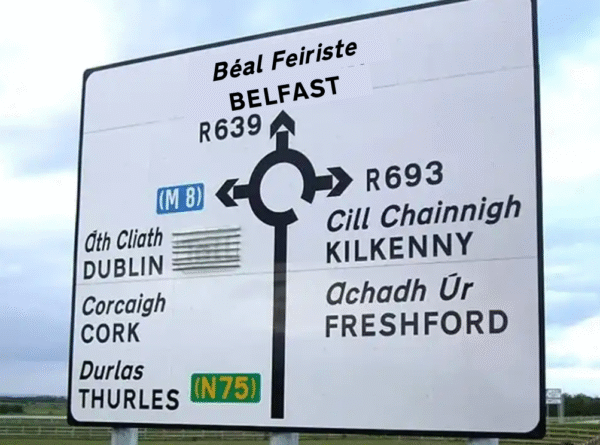 Béal Feiriste
BELFAST
R639
(M 8)
Áth Cliath
DUBLIN
Corcaigh
CORK
Durlas
THURLES (N75)
R693
Cill Chainnigh
KILKENNY
Achadh Úr
FRESHFORD